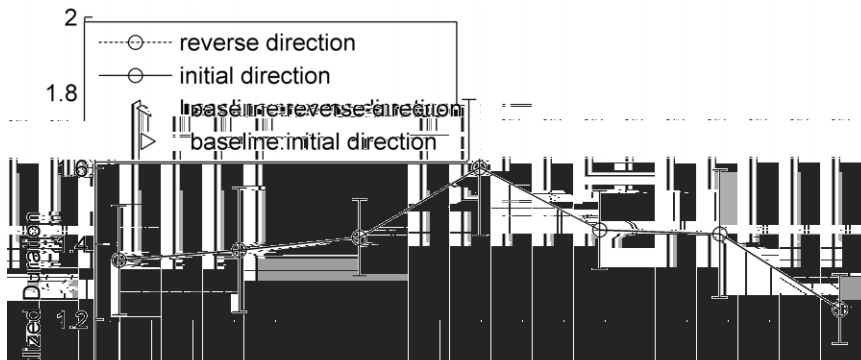 2
reverse direction
initial direction
1.8
baseline reverse direction
baseline initial direction
1.6
1.4
1.2
lized Duration